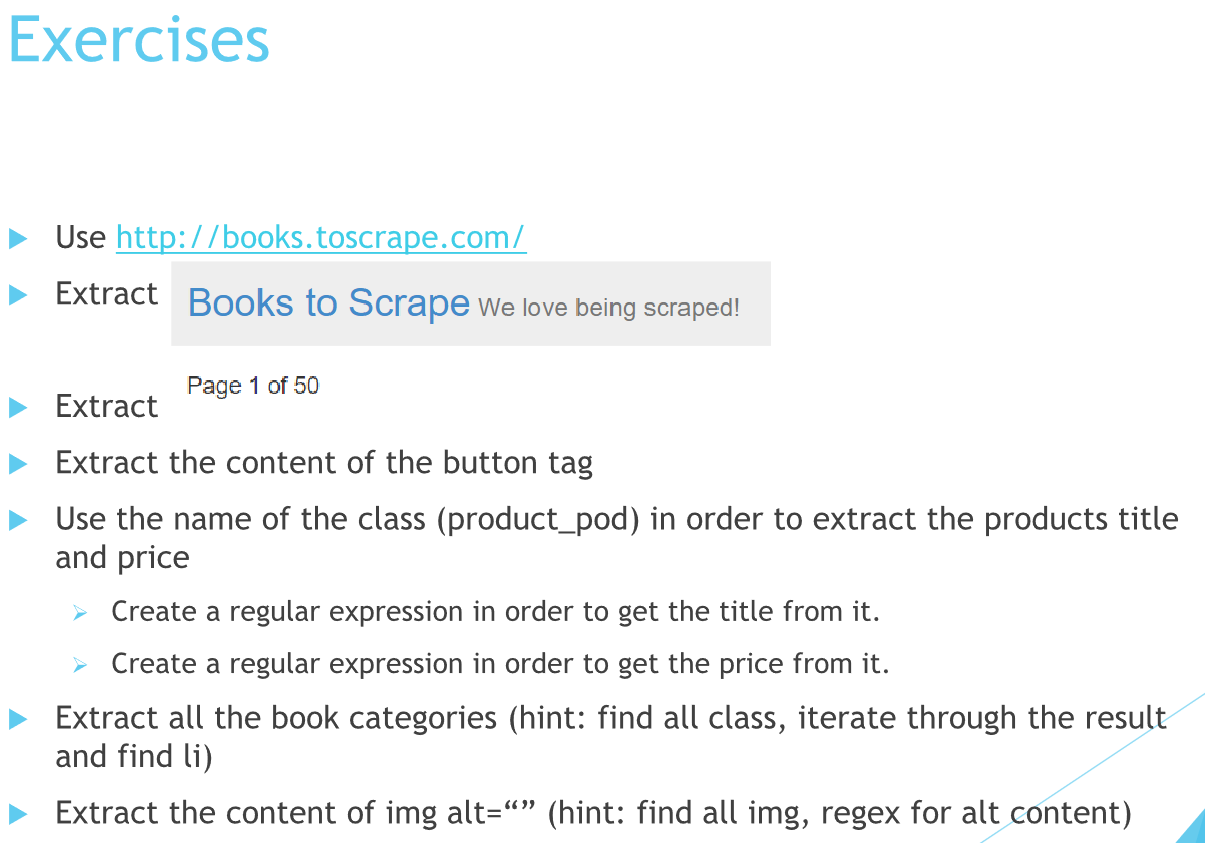 Exercises
Use http://books.toscrape.com/
Extract Books to Scrape We love being scraped!
Page 1 of 50
Extract
Extract the content of the button tag
Use the name of the class (product_pod) in order to extract the products title
and price
Create a regular expression in order to get the title from it.
Create a regular expression in order to get the price from it.
Extract all the book categories (hint: find all class, iterate through the result
and find li)
Extract the content of img alt=“” (hint: find all img, regex for alt content)